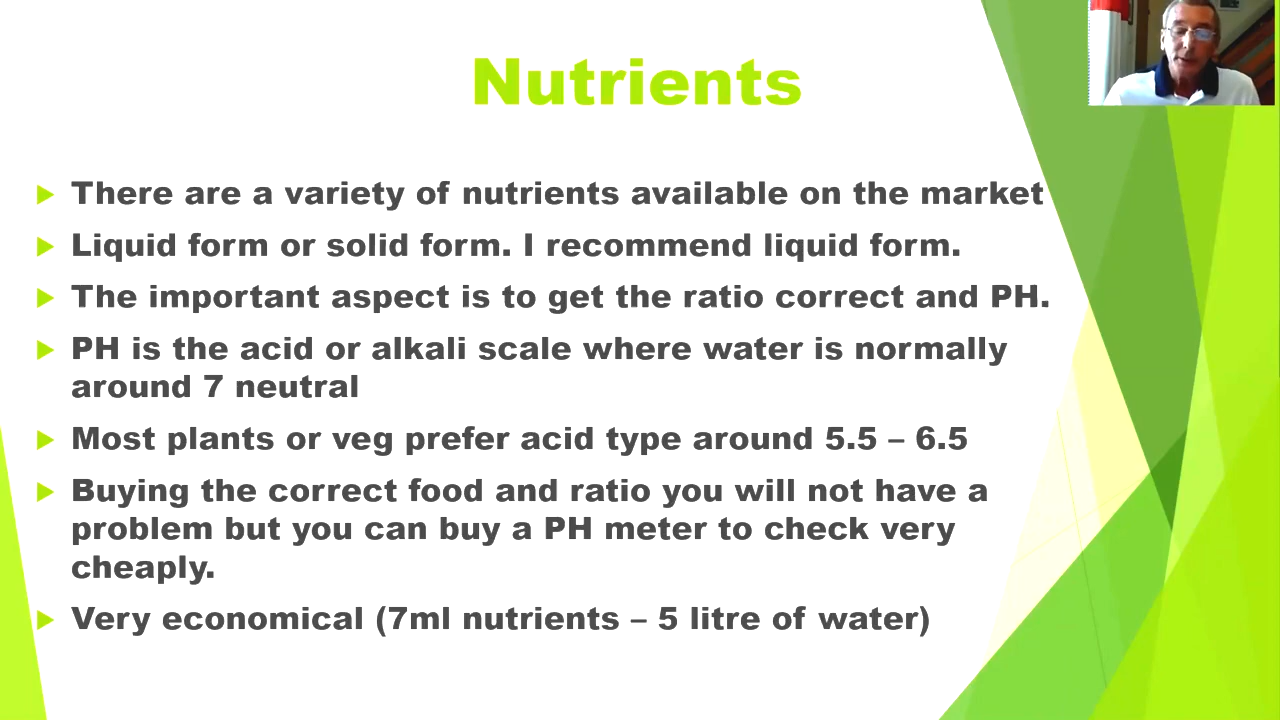 Nutrients
There are a variety of nutrients available on the market
Liquid form or solid form. I recommend liquid form.
The important aspect is to get the ratio correct and PH.
PH is the acid or alkali scale where water is normally
around 7 neutral
Most plants or veg prefer acid type around 5.5 – 6.5
Buying the correct food and ratio you will not have a
problem but you can buy a PH meter to check very
cheaply.
Very economical (7ml nutrients – 5 litre of water)